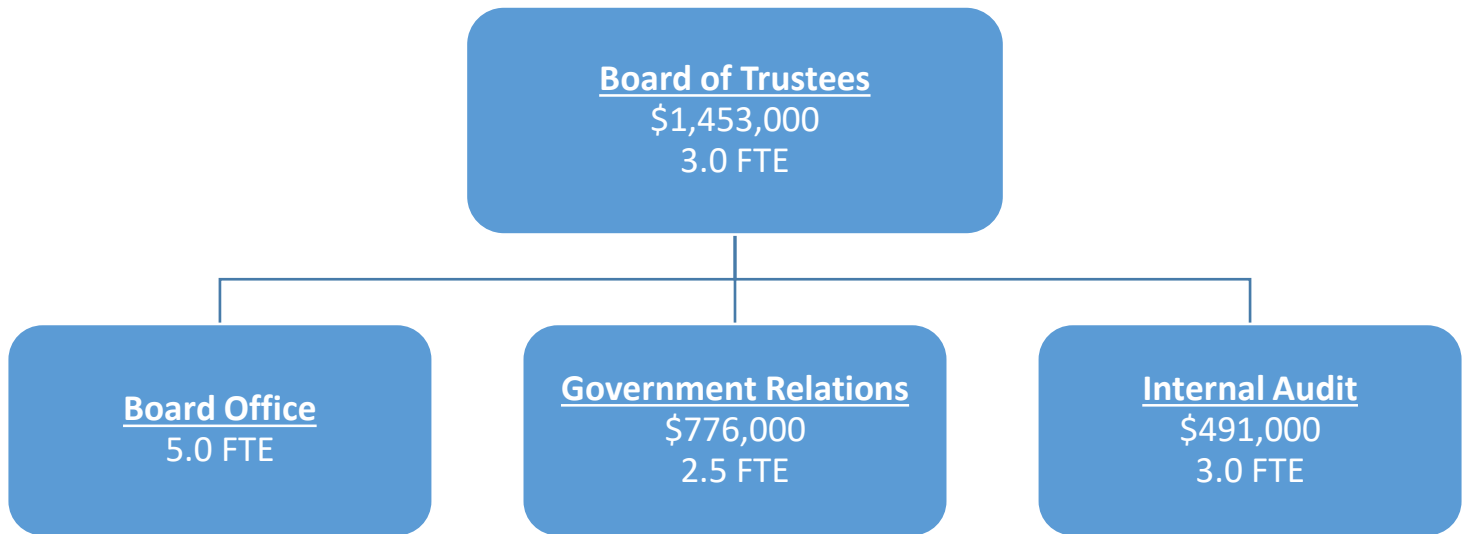 Board of Trustees
$1,453,000
3.0 FTE
Board Office
5.0 FTE
Government Relations
$776,000
2.5 FTE
Internal Audit
$491,000
3.0 FTE